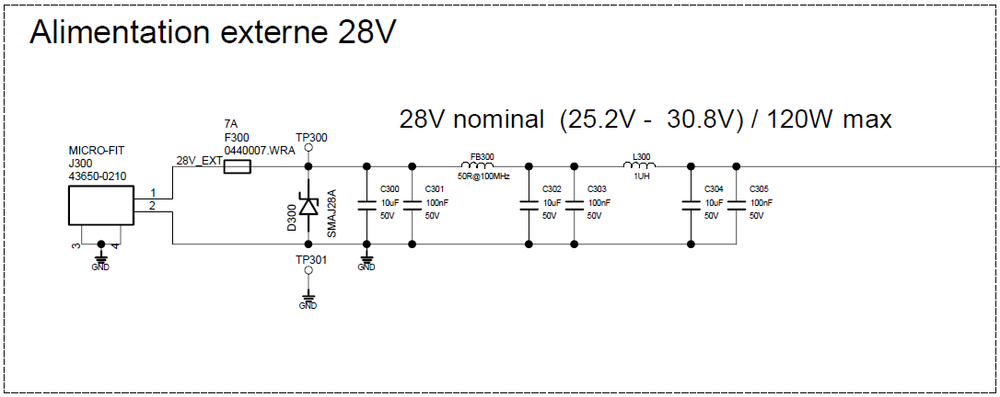 Alimentation externe 28V
28V nominal (25.2V - 30.8V) / 120W max
7A
F300
0440007.WRA
TP300
MICRO-FIT
J300
43650-0210
28V_EXT
1
2
3
4
GND
D300
SMAJ28A
TP301
GND
C300
10uF
50V
C301
100nF
50V
GND
FB300
50R@100MHz
C302
10uF
50V
C303
100nF
50V
L300
1UH
C304
10uF
50V
C305
100nF
50V